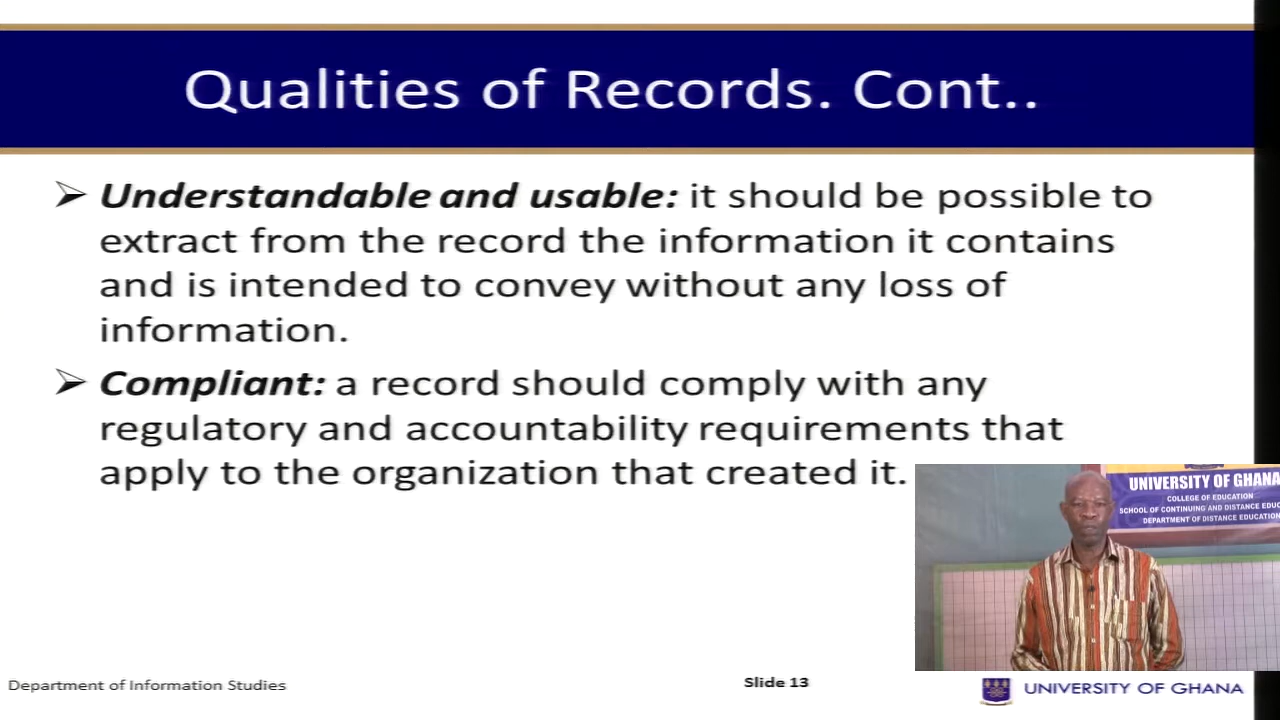 Qualities of Records. Cont..
Understandable and usable: it should be possible to
extract from the record the information it contains
and is intended to convey without any loss of
information.
Compliant: a record should comply with any
regulatory and accountability requirements that
apply to the organization that created it.
UNIVERSITY OF GHANA
COLLEGE OF EDUCATION
SCHOOL OF CONTINUING AND DISTANCE EDUC
DEPARTMENT OF DISTANCE EDUCATION
Department of Information Studies
Slide 13
UNIVERSITY OF GHANA